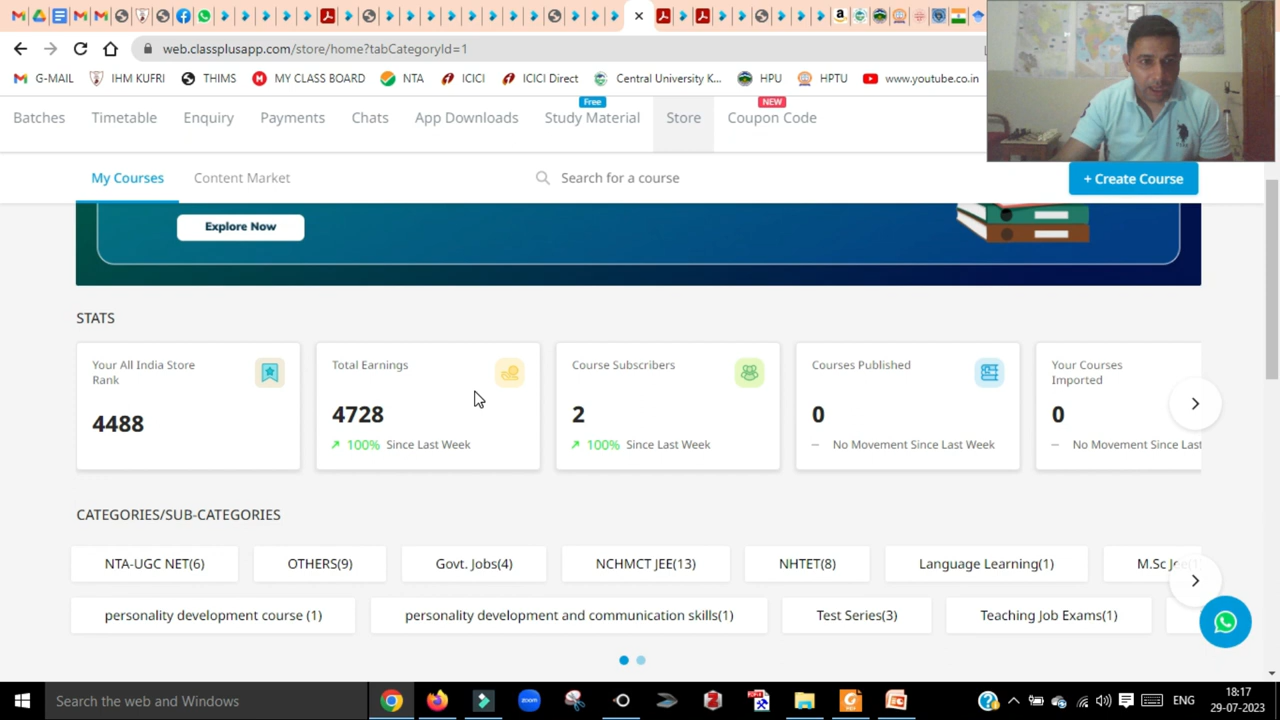 web.classplusapp.com/store/home?tabCategoryId=1
G-MAIL IHM KUFRI THIMS MY CLASS BOARD NTA ICICI ICICI Direct Central University K... HPU HPTU www.youtube.co.in
Free NEW
Batches Timetable Enquiry Payments Chats App Downloads Study Material Store Coupon Code
My Courses Content Market Search for a course + Create Course
Explore Now
STATS
Your All India Store Rank
4488
Total Earnings
4728
100% Since Last Week
Course Subscribers
2
100% Since Last Week
Courses Published
0
No Movement Since Last Week
Your Courses Imported
0
No Movement Since Last
CATEGORIES/SUB-CATEGORIES
NTA-UGC NET(6) OTHERS(9) Govt. Jobs(4) NCHMCT JEE(13) NHTET(8) Language Learning(1) M.Sc
personality development course (1) personality development and communication skills(1) Test Series(3) Teaching Job Exams(1)
Search the web and Windows
zoom
ENG
18:17
29-07-2023